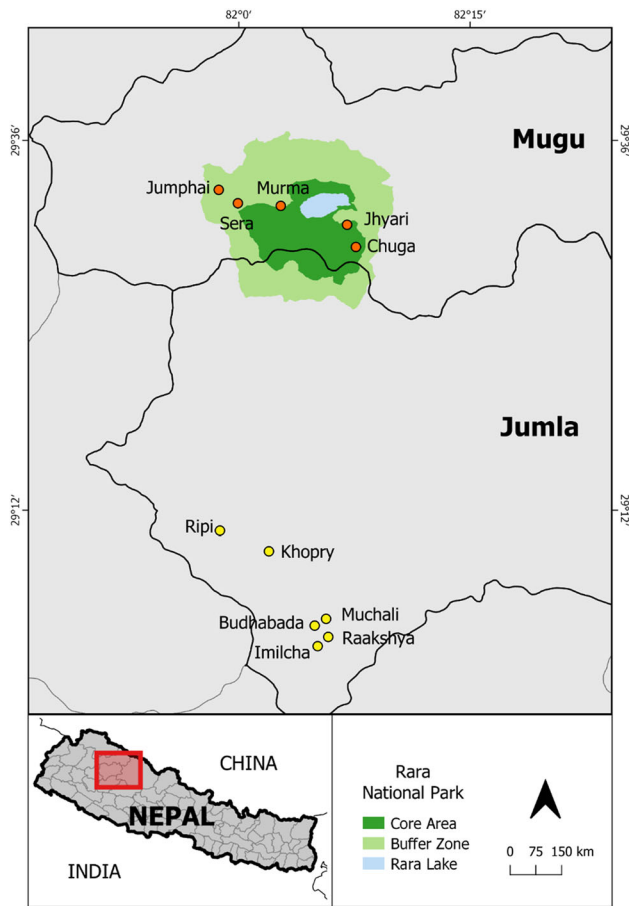 82°0′
82°15′
29°36′
29°36′
Mugu
Jumphai
Murma
Sera
Jhyari
Chuga
Jumla
29°12′
29°12′
Ripi
Khopry
Muchali
Budhabada
Raakshya
Imilcha
CHINA
NEPAL
INDIA
Rara
National Park
Core Area
Buffer Zone
Rara Lake
0 75 150 km